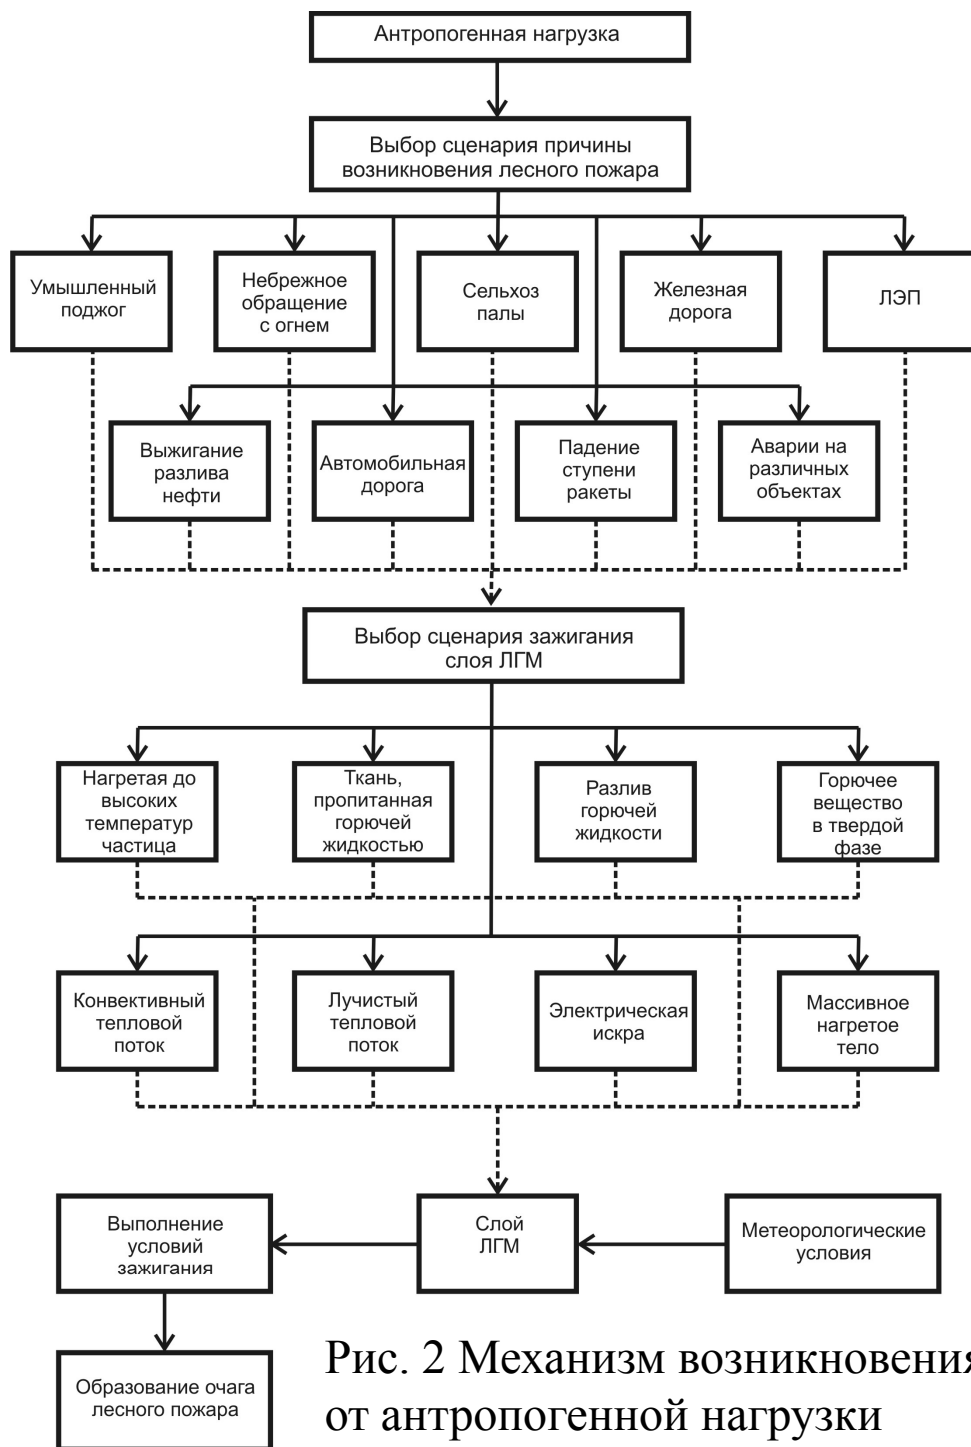 Антропогенная нагрузка
Выбор сценария причины
возникновения лесного пожара
Умышленный
поджог
Небрежное
обращение
с огнем
Сельхоз
палы
Железная
дорога
ЛЭП
Выжигание
разлива
нефти
Автомобильная
дорога
Падение
ступени
ракеты
Аварии на
различных
объектах
Выбор сценария зажигания
слоя ЛГМ
Нагретая до
высоких
температур
частица
Ткань,
пропитанная
горючей
жидкостью
Разлив
горючей
жидкости
Горючее
вещество
в твердой
фазе
Конвективный
тепловой
поток
Лучистый
тепловой
поток
Электрическая
искра
Массивное
нагретое
тело
Выполнение
условий
зажигания
Слой
ЛГМ
Метеорологические
условия
Образование очага
лесного пожара
Рис. 2 Механизм возникновения
от антропогенной нагрузки